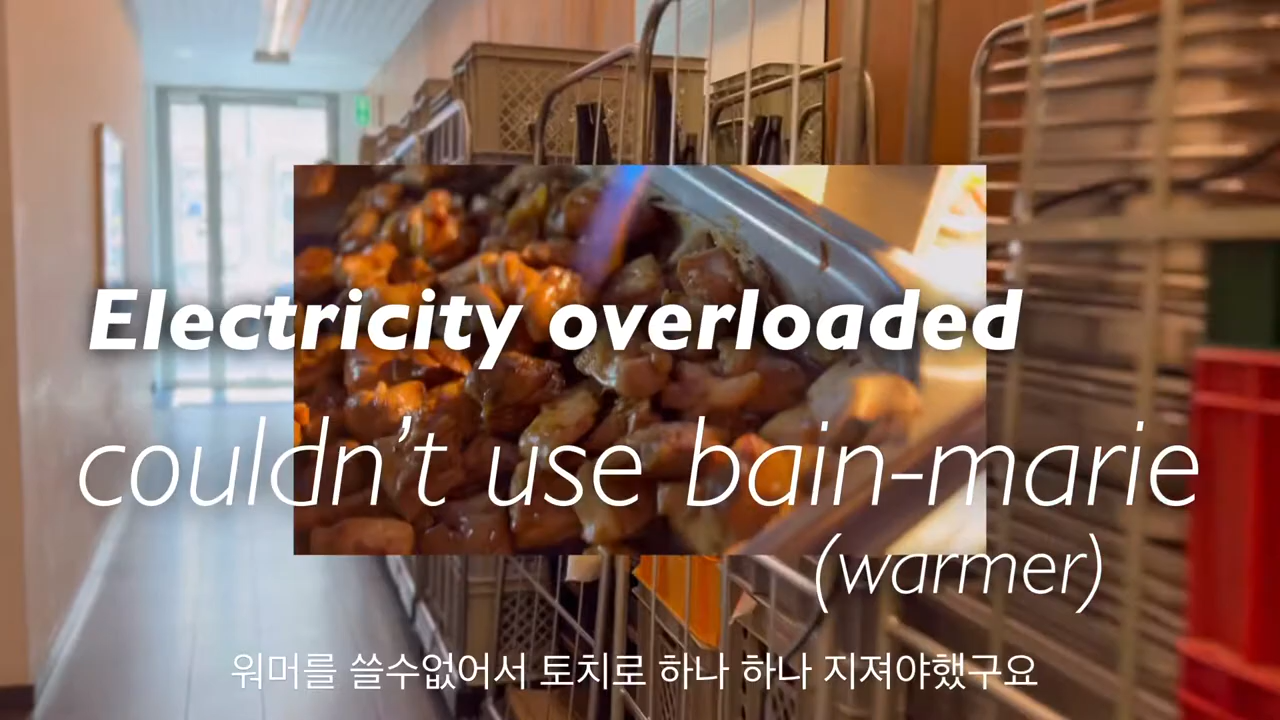 Electricity overloaded
couldn't use bain-marie
(warmer)
워머를 쓸수없어서 토치로 하나 하나 지져야했구요